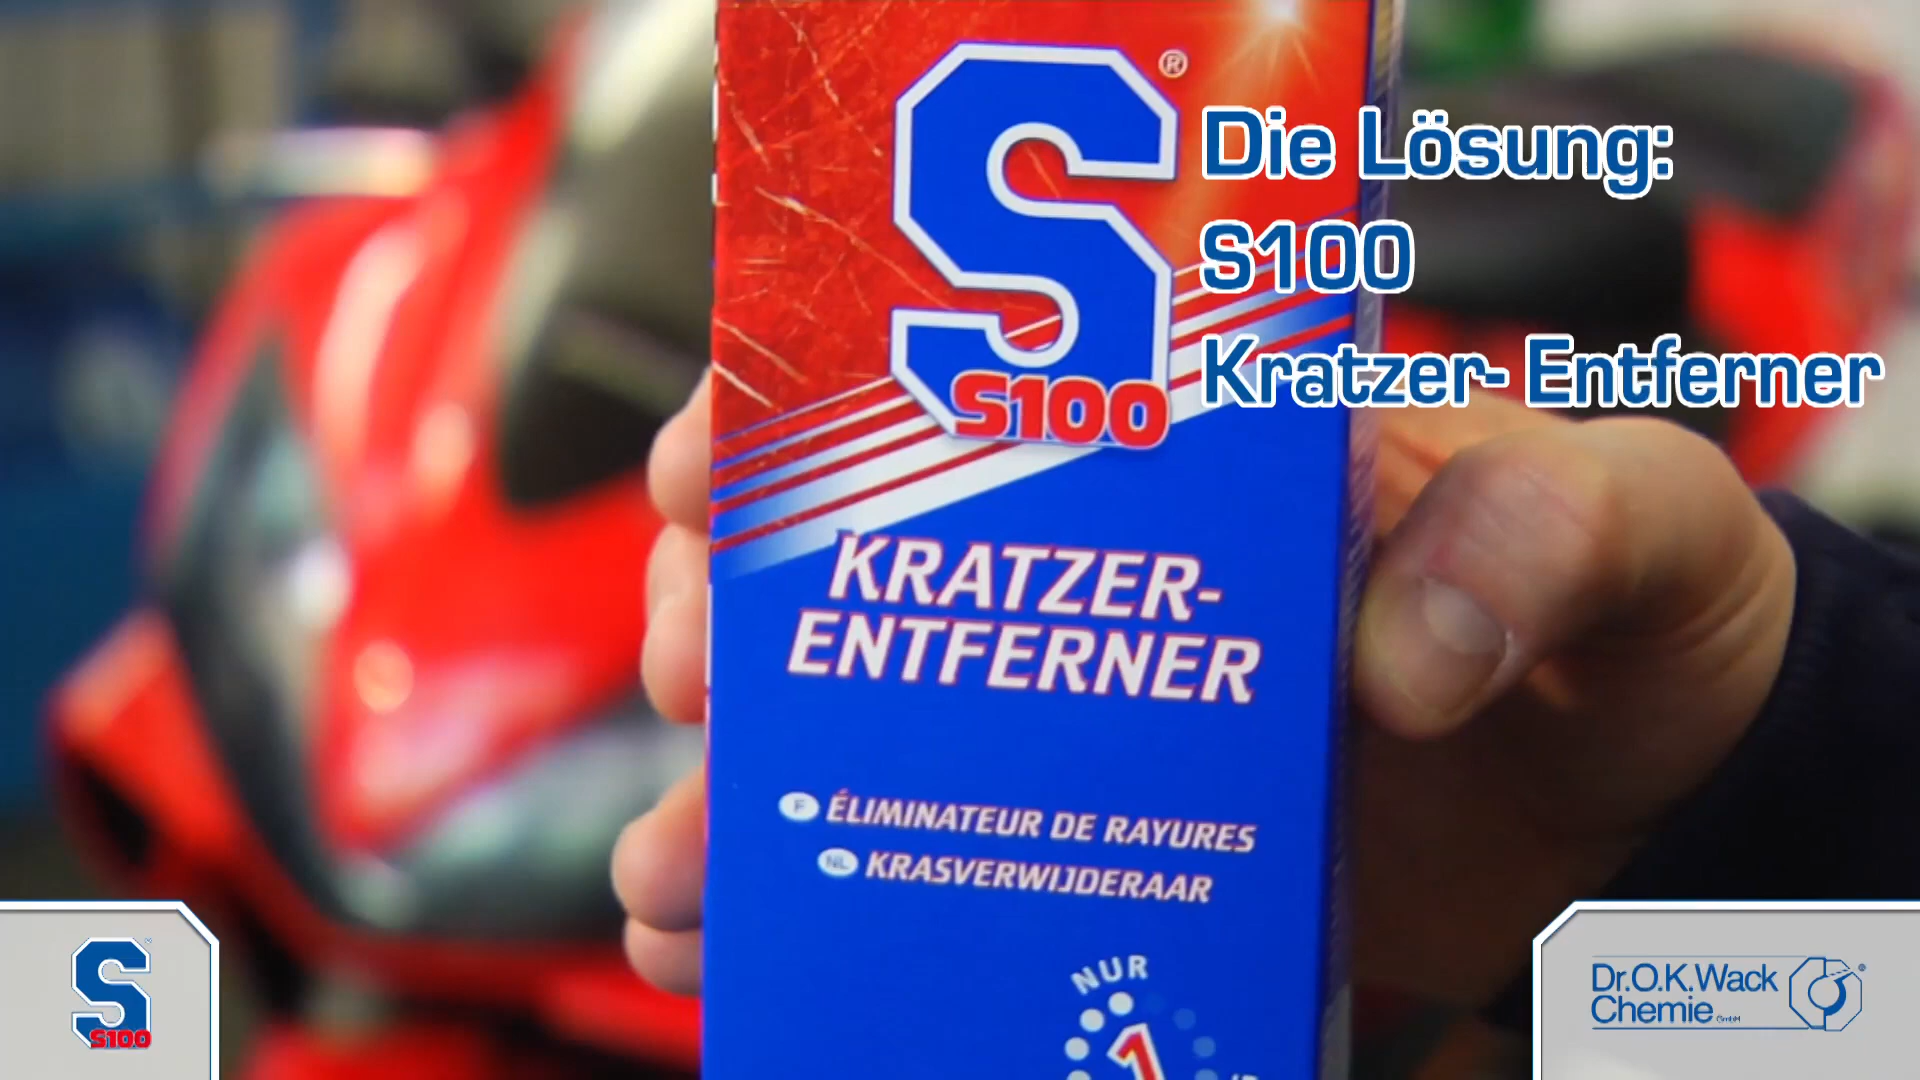 S®
S100
Die Lösung:
S100
Kratzer- Entferner
KRATZER-
ENTFERNER
F ÉLIMINATEUR DE RAYURES
NL KRASVERWIJDERAAR
NUR
1
S
S100
Dr.O.K.Wack
Chemie GmbH